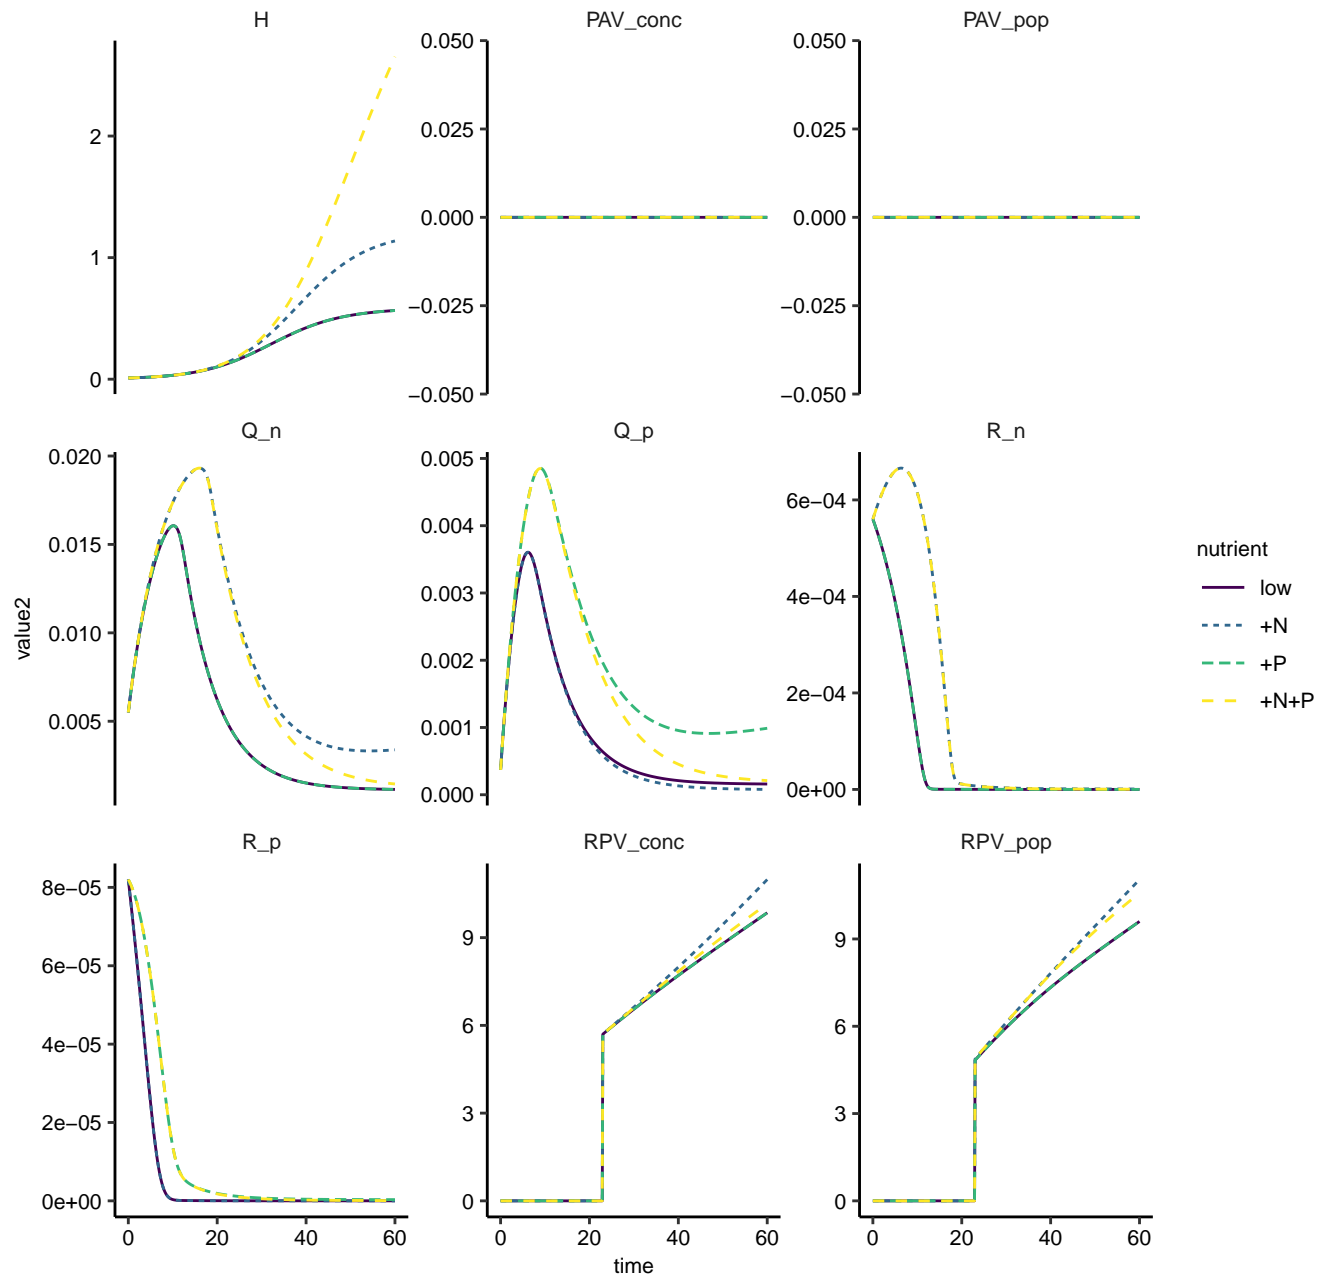 H PAV_conc PAV_pop
2
1
0
0.050
0.025
0.000
−0.025
−0.050
0.050
0.025
0.000
−0.025
−0.050
Q_n Q_p R_n
0.020
0.015
0.010
0.005
0.005
0.004
0.003
0.002
0.001
0.000
6e−04
4e−04
2e−04
0e+00
R_p RPV_conc RPV_pop
8e−05
6e−05
4e−05
2e−05
0e+00
9
6
3
0
9
6
3
0
0 20 40 60 0 20 40 60 0 20 40 60
time
value2
nutrient
low
+N
+P
+N+P